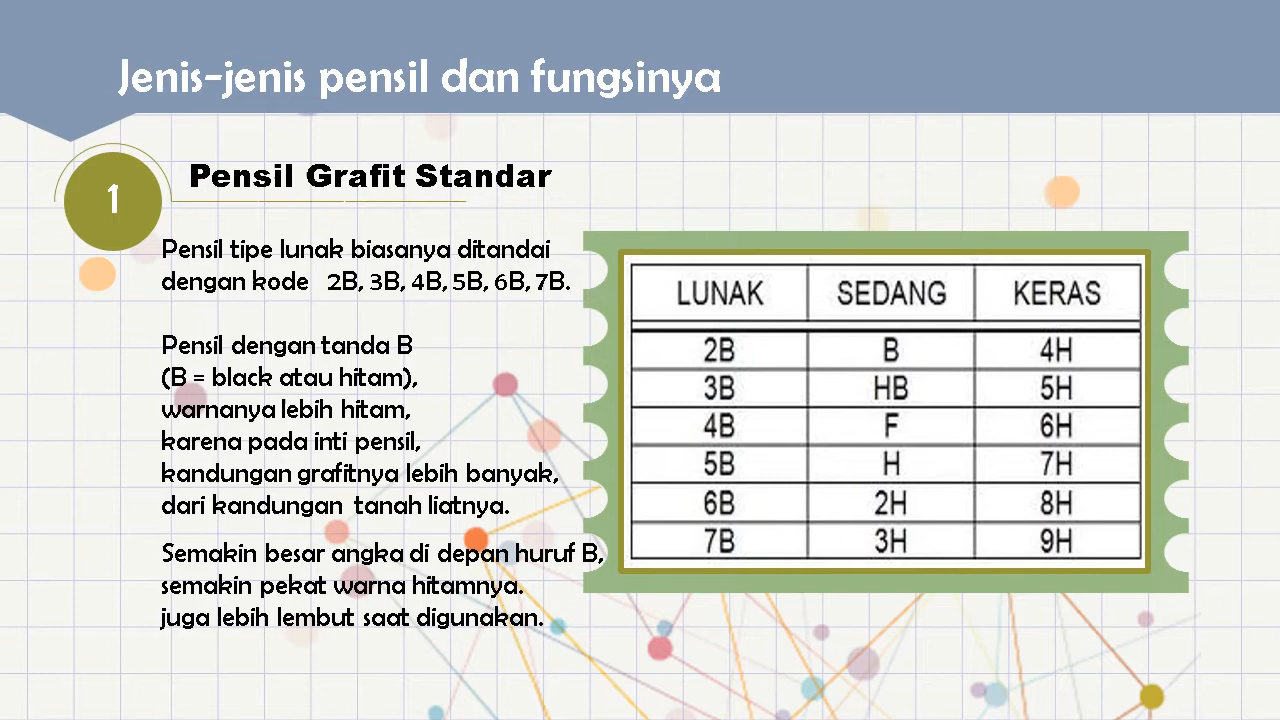 Jenis-jenis pensil dan fungsinya
1
Pensil Grafit Standar
Pensil tipe lunak biasanya ditandai
dengan kode 2B, 3B, 4B, 5B, 6B, 7B.
Pensil dengan tanda B
(B = black atau hitam),
warnanya lebih hitam,
karena pada inti pensil,
kandungan grafitnya lebih banyak,
dari kandungan tanah liatnya.
Semakin besar angka di depan huruf B,
semakin pekat warna hitamnya.
juga lebih lembut saat digunakan.
LUNAK SEDANG KERAS
2B B 4H
3B HB 5H
4B F 6H
5B H 7H
6B 2H 8H
7B 3H 9H